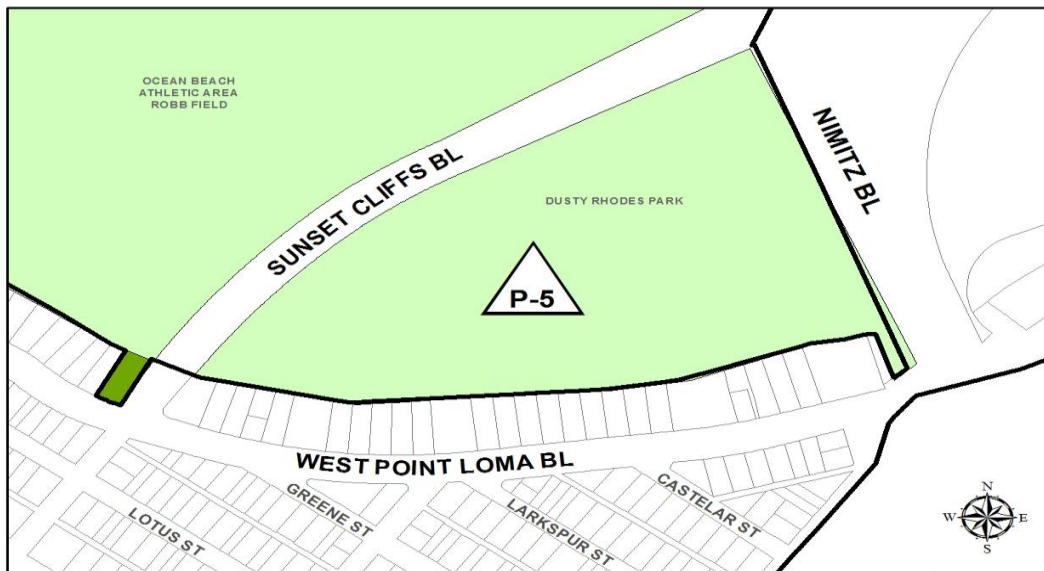 OCEAN BEACH
ATHLETIC AREA
ROBB FIELD
SUNSET CLIFFS BL
NIMITZ BL
DUSTY RHODES PARK
P-5
WEST POINT LOMA BL
GREENE ST
LOTUS ST
LARKSPUR ST
CASTELAR ST
N
W
E
S